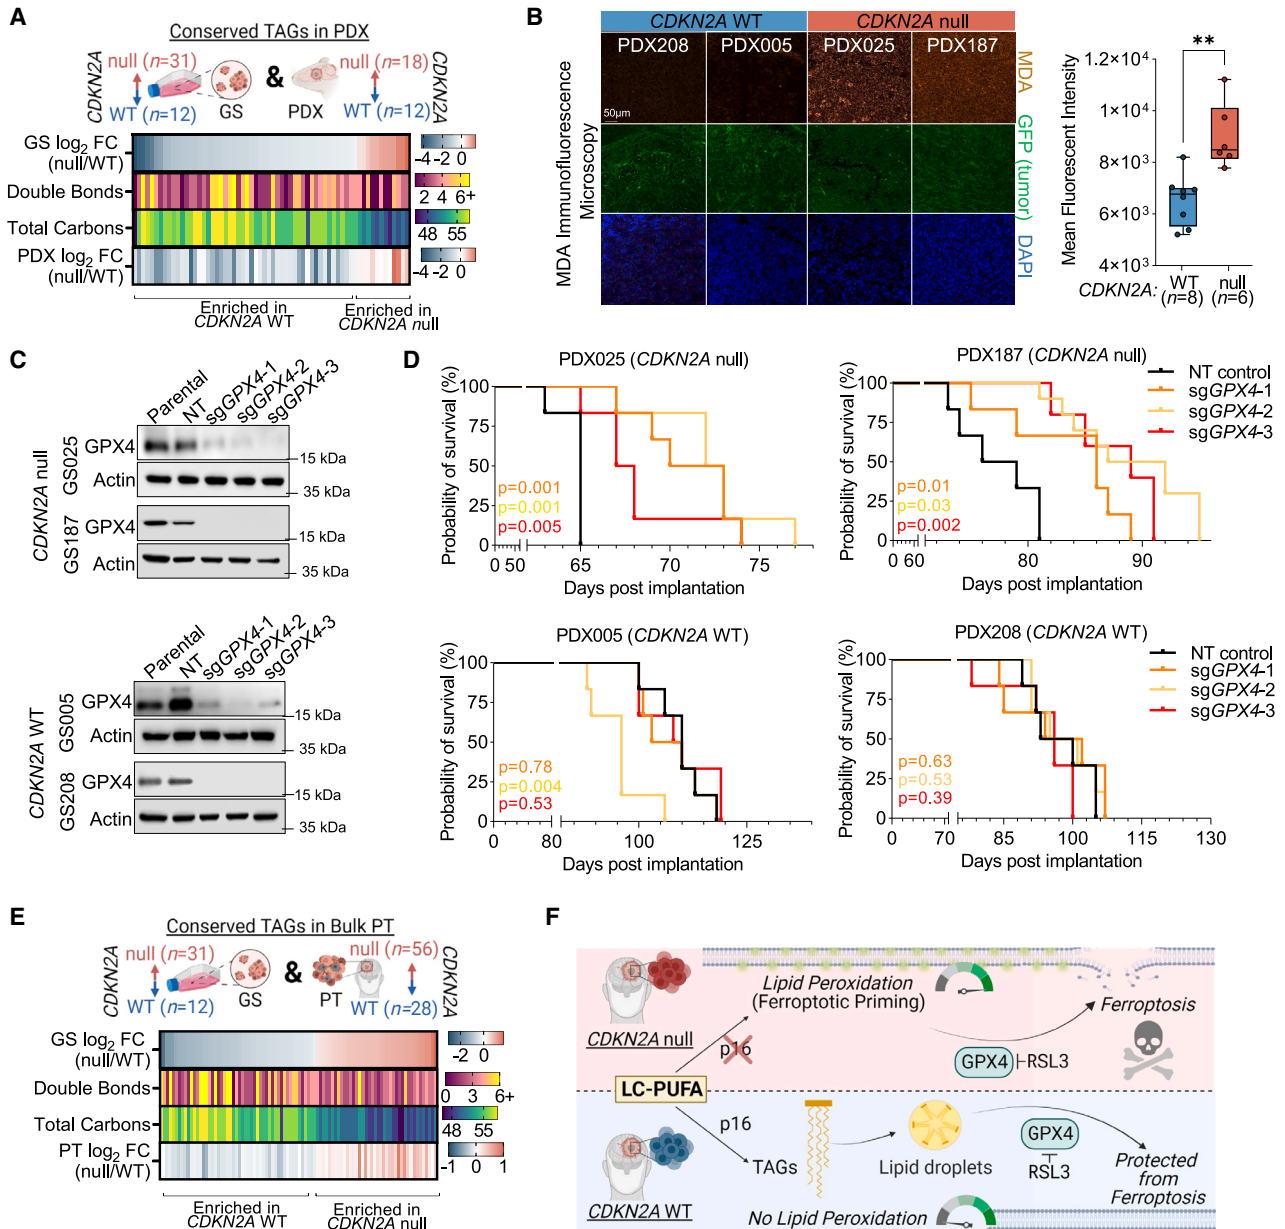 A
Conserved TAGs in PDX
CDKN2A
null (n=31)
WT (n=12)
GS
&
PDX
null (n=18)
WT (n=12)
CDKN2A
GS log2 FC
(null/WT)
-4 -2 0
Double Bonds
2 4 6+
Total Carbons
48 55
PDX log2 FC
(null/WT)
-4 -2 0
Enriched in
CDKN2A WT
Enriched in
CDKN2A null
B
CDKN2A WT
CDKN2A null
PDX208
PDX005
PDX025
PDX187
50μm
MDA Immunofluorescence
Microscopy
MDA
GFP (tumor)
DAPI
Mean Fluorescent Intensity
1.2×10⁴
1×10⁴
8×10³
6×10³
4×10³
**
CDKN2A:
WT
(n=8)
null
(n=6)
C
Parental
NT
sgGPX4-1
sgGPX4-2
sgGPX4-3
CDKN2A null
GS025
GPX4
15 kDa
Actin
35 kDa
GS187
GPX4
15 kDa
Actin
35 kDa
Parental
NT
sgGPX4-1
sgGPX4-2
sgGPX4-3
CDKN2A WT
GS005
GPX4
15 kDa
Actin
35 kDa
GS208
GPX4
15 kDa
Actin
35 kDa
D
PDX025 (CDKN2A null)
Probability of survival (%)
100
75
50
25
0
p=0.001
p=0.001
p=0.005
0 50 65 70 75
Days post implantation
PDX187 (CDKN2A null)
Probability of survival (%)
100
75
50
25
0
p=0.01
p=0.03
p=0.002
0 60 80 90
Days post implantation
NT control
sgGPX4-1
sgGPX4-2
sgGPX4-3
PDX005 (CDKN2A WT)
Probability of survival (%)
100
75
50
25
0
p=0.78
p=0.004
p=0.53
0 80 100 125
Days post implantation
PDX208 (CDKN2A WT)
Probability of survival (%)
100
75
50
25
0
p=0.63
p=0.53
p=0.39
0 70 85 100 115 130
Days post implantation
NT control
sgGPX4-1
sgGPX4-2
sgGPX4-3
E
Conserved TAGs in Bulk PT
CDKN2A
null (n=31)
WT (n=12)
GS
&
PT
null (n=56)
WT (n=28)
CDKN2A
GS log2 FC
(null/WT)
-2 0
Double Bonds
0 3 6+
Total Carbons
48 55
PT log2 FC
(null/WT)
-1 0 1
Enriched in
CDKN2A WT
Enriched in
CDKN2A null
F
CDKN2A null
Lipid Peroxidation
(Ferroptotic Priming)
p16
GPX4
RSL3
Ferroptosis
LC-PUFA
p16
TAGs
Lipid droplets
GPX4
RSL3
Protected
from
Ferroptosis
CDKN2A WT
No Lipid Peroxidation